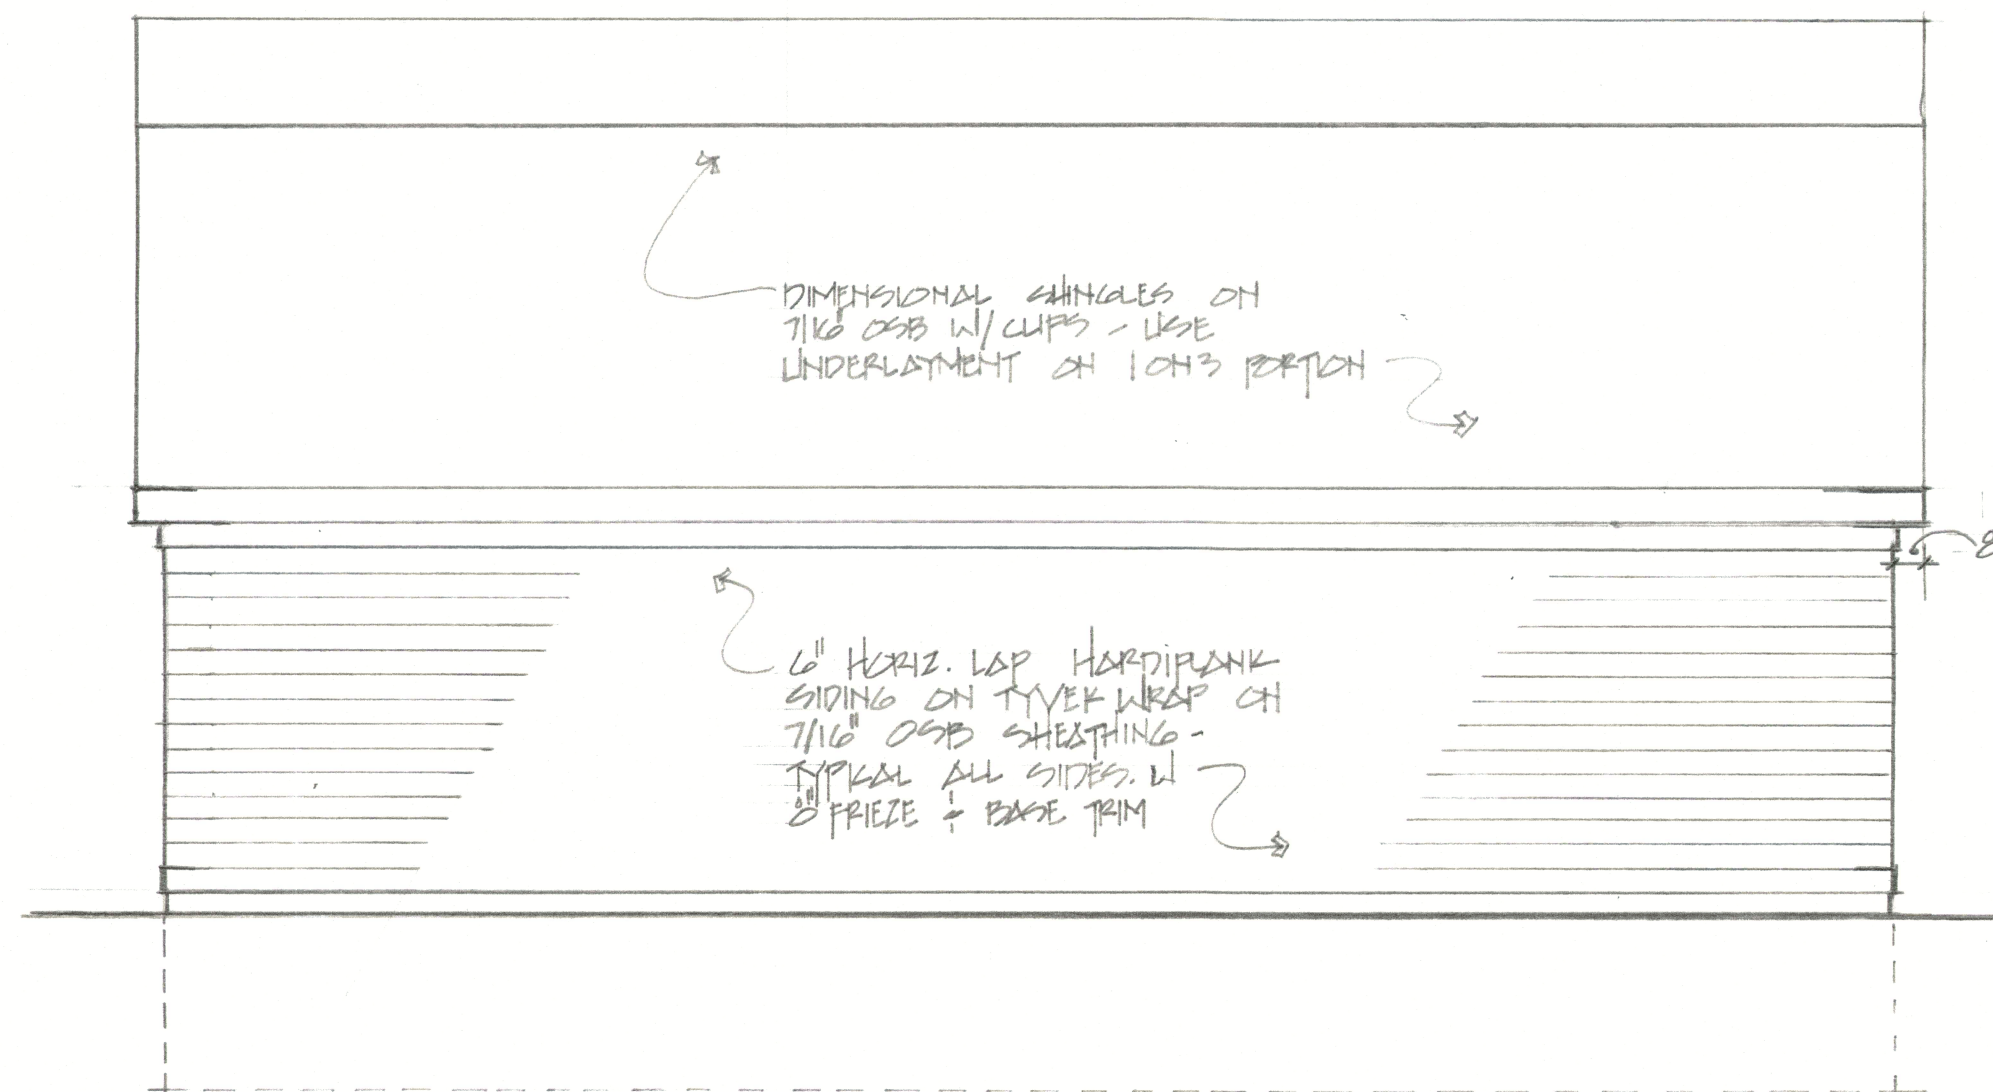 DIMENSIONAL SHINGLES ON
7/16" OSB W/ CLIPS - USE
UNDERLAYMENT ON 1 ON 3 PORTION
8
6" HORIZ. LAP HARDIPLANK
SIDING ON TYVEK WRAP ON
7/16" OSB SHEATHING -
TYPICAL ALL SIDES. W
8" FRIEZE + BASE TRIM